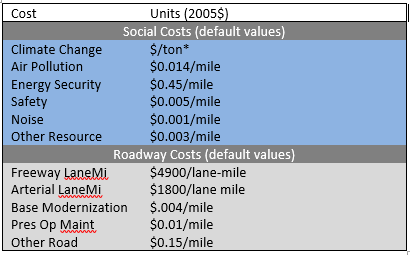 Cost Units (2005$)
Social Costs (default values)
Climate Change $/ton*
Air Pollution $0.014/mile
Energy Security $0.45/mile
Safety $0.005/mile
Noise $0.001/mile
Other Resource $0.003/mile
Roadway Costs (default values)
Freeway LaneMi $4900/lane-mile
Arterial LaneMi $1800/lane mile
Base Modernization $.004/mile
Pres Op Maint $0.01/mile
Other Road $0.15/mile